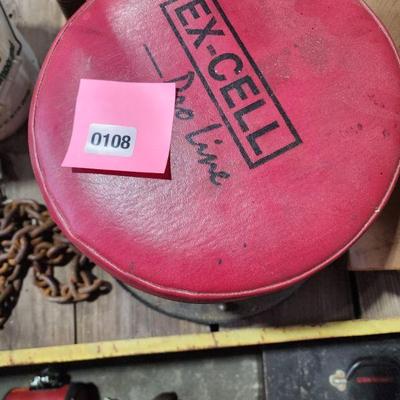 EX-CELL
Pro Line
0108